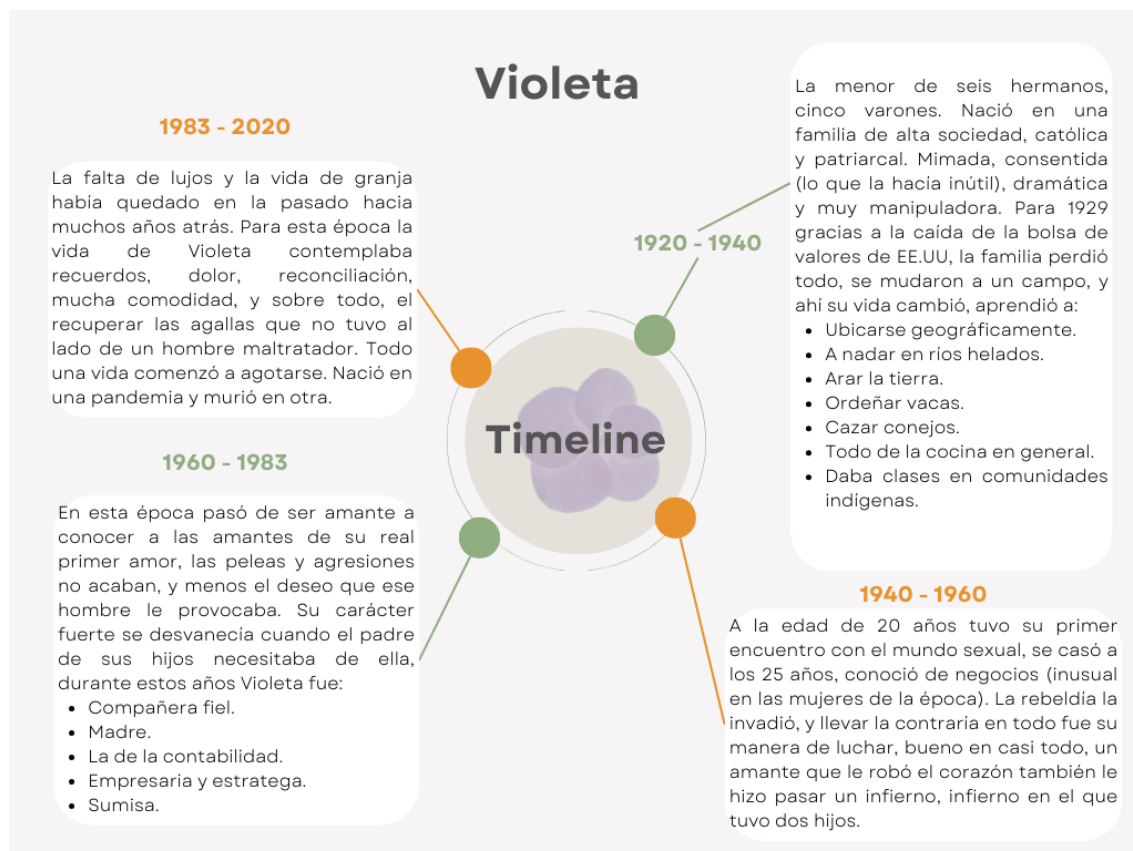 Violeta
1920 - 1940
La menor de seis hermanos,
cinco varones. Nació en una
familia de alta sociedad, católica
y patriarcal. Mimada, consentida
(lo que la hacía inútil), dramática
y muy manipuladora. Para 1929
gracias a la caída de la bolsa de
valores de EE.UU, la familia perdió
todo, se mudaron a un campo, y
ahí su vida cambió, aprendió a:
• Ubicarse geográficamente.
• A nadar en ríos helados.
• Arar la tierra.
• Ordeñar vacas.
• Cazar conejos.
• Todo de la cocina en general.
• Daba clases en comunidades
indígenas.
1940 - 1960
A la edad de 20 años tuvo su primer
encuentro con el mundo sexual, se casó a
los 25 años, conoció de negocios (inusual
en las mujeres de la época). La rebeldía la
invadió, y llevar la contraría en todo fue su
manera de luchar, bueno en casi todo, un
amante que le robó el corazón también le
hizo pasar un infierno, infierno en el que
tuvo dos hijos.
1960 - 1983
En esta época pasó de ser amante a
conocer a las amantes de su real
primer amor, las peleas y agresiones
no acaban, y menos el deseo que ese
hombre le provocaba. Su carácter
fuerte se desvanecía cuando el padre
de sus hijos necesitaba de ella,
durante estos años Violeta fue:
• Compañera fiel.
• Madre.
• La de la contabilidad.
• Empresaria y estratega.
• Sumisa.
1983 - 2020
La falta de lujos y la vida de granja
había quedado en la pasado hacia
muchos años atrás. Para esta época la
vida de Violeta contemplaba
recuerdos, dolor, reconciliación,
mucha comodidad, y sobre todo, el
recuperar las agallas que no tuvo al
lado de un hombre maltratador. Todo
una vida comenzó a agotarse. Nació en
una pandemia y murió en otra.
Timeline